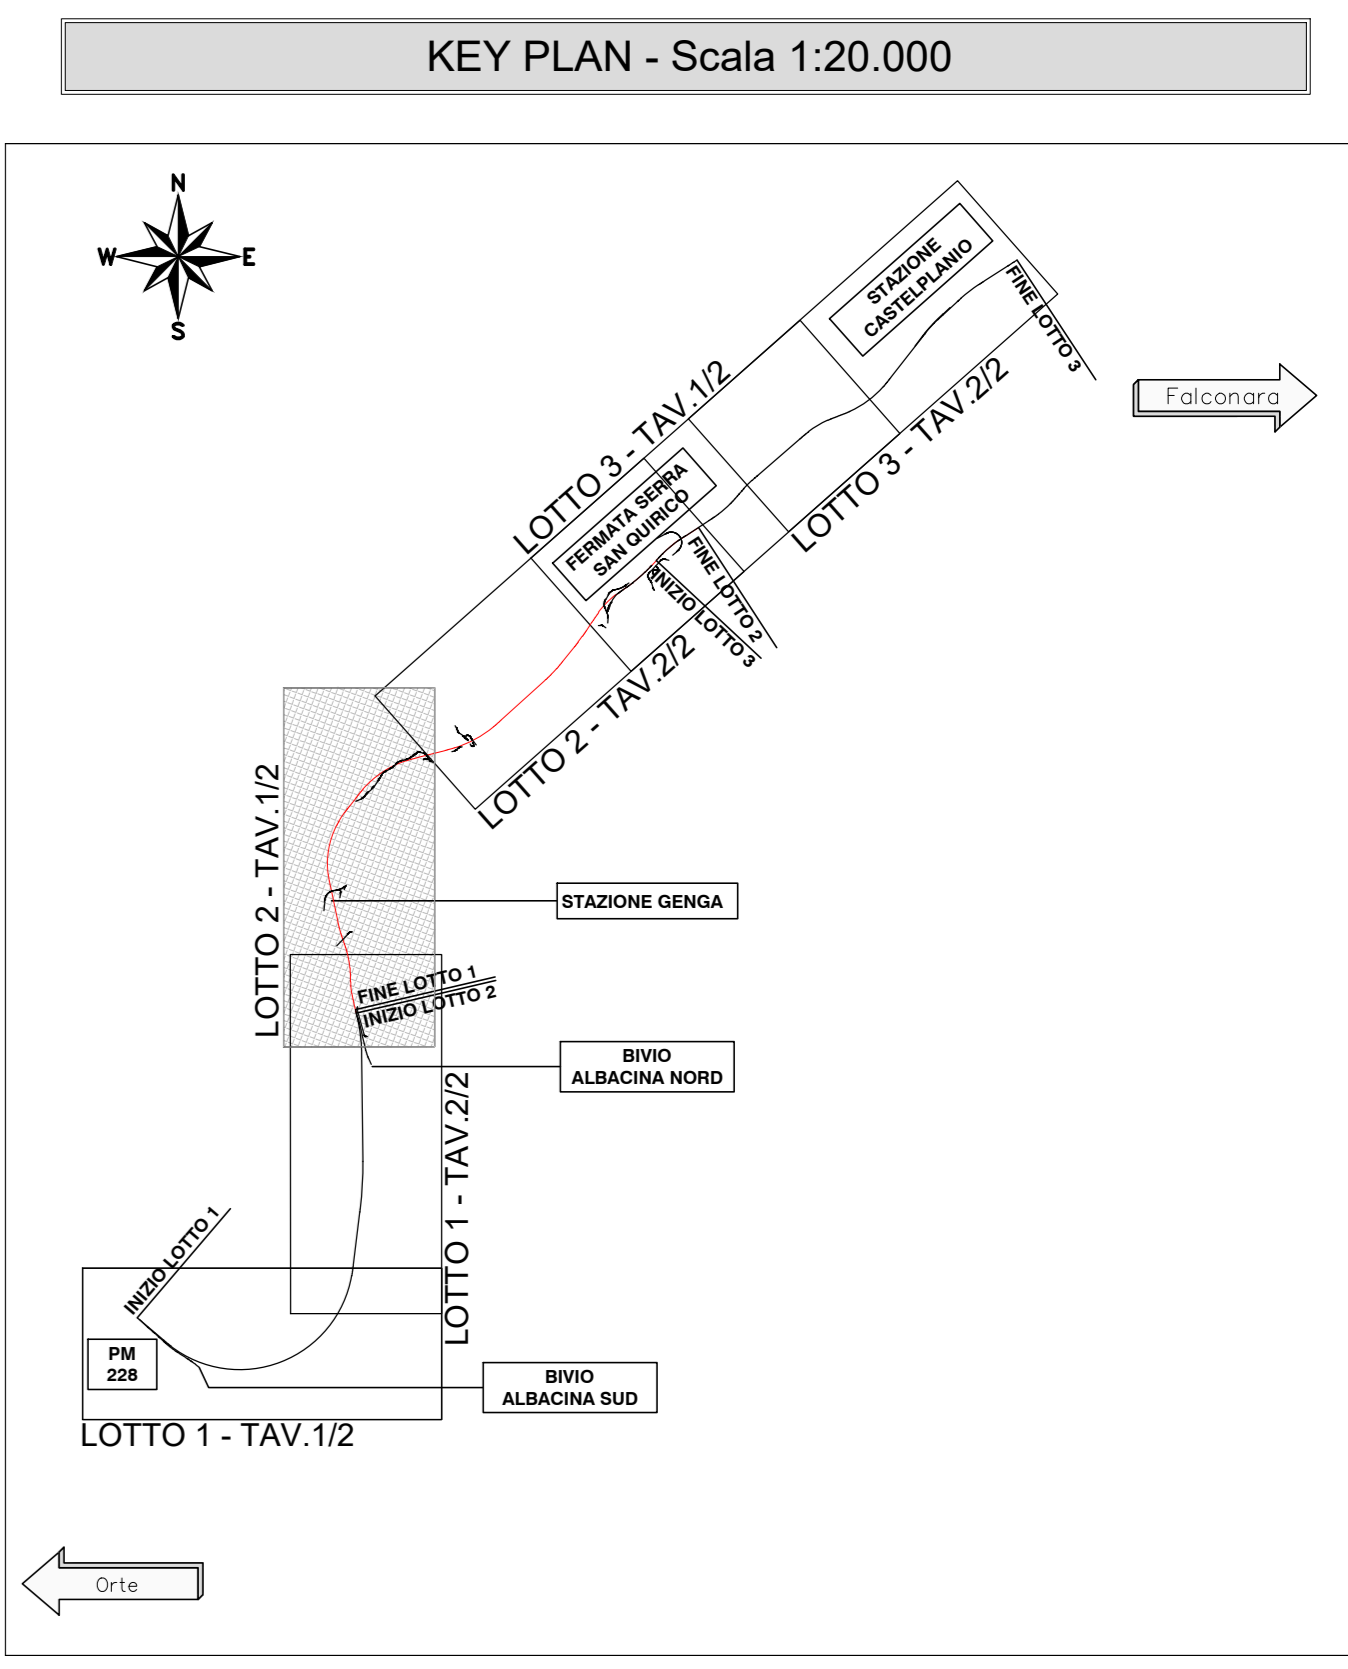 KEY PLAN - Scala 1:20.000
N
W
E
S
STAZIONE
CASTELPLANIO
FINE LOTTO 3
Falconara
LOTTO 3 - TAV.1/2
LOTTO 3 - TAV.2/2
FERMATA SERRA
SAN QUIRICO
FINE LOTTO 2
INIZIO LOTTO 3
LOTTO 2 - TAV.2/2
LOTTO 2 - TAV.1/2
STAZIONE GENGA
FINE LOTTO 1
INIZIO LOTTO 2
BIVIO
ALBACINA NORD
LOTTO 1 - TAV.2/2
INIZIO LOTTO 1
PM
228
BIVIO
ALBACINA SUD
LOTTO 1 - TAV.1/2
Orte